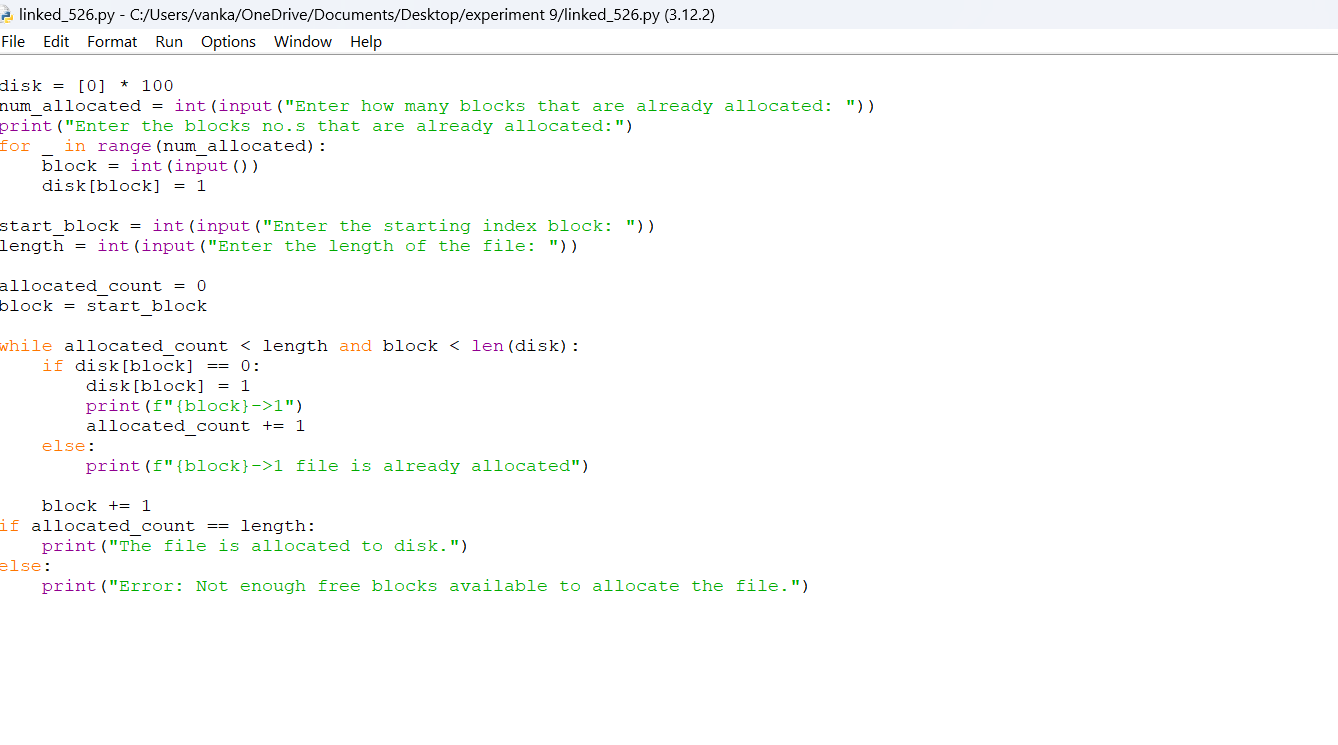 linked_526.py - C:/Users/vanka/OneDrive/Documents/Desktop/experiment 9/linked_526.py (3.12.2)
File Edit Format Run Options Window Help
disk = [0] * 100
num_allocated = int(input("Enter how many blocks that are already allocated: "))
print("Enter the blocks no.s that are already allocated:")
for _ in range(num_allocated):
    block = int(input())
    disk[block] = 1
start_block = int(input("Enter the starting index block: "))
length = int(input("Enter the length of the file: "))
allocated_count = 0
block = start_block
while allocated_count < length and block < len(disk):
    if disk[block] == 0:
        disk[block] = 1
        print(f"{block}->1")
        allocated_count += 1
    else:
        print(f"{block}->1 file is already allocated")
    block += 1
if allocated_count == length:
    print("The file is allocated to disk.")
else:
    print("Error: Not enough free blocks available to allocate the file.")